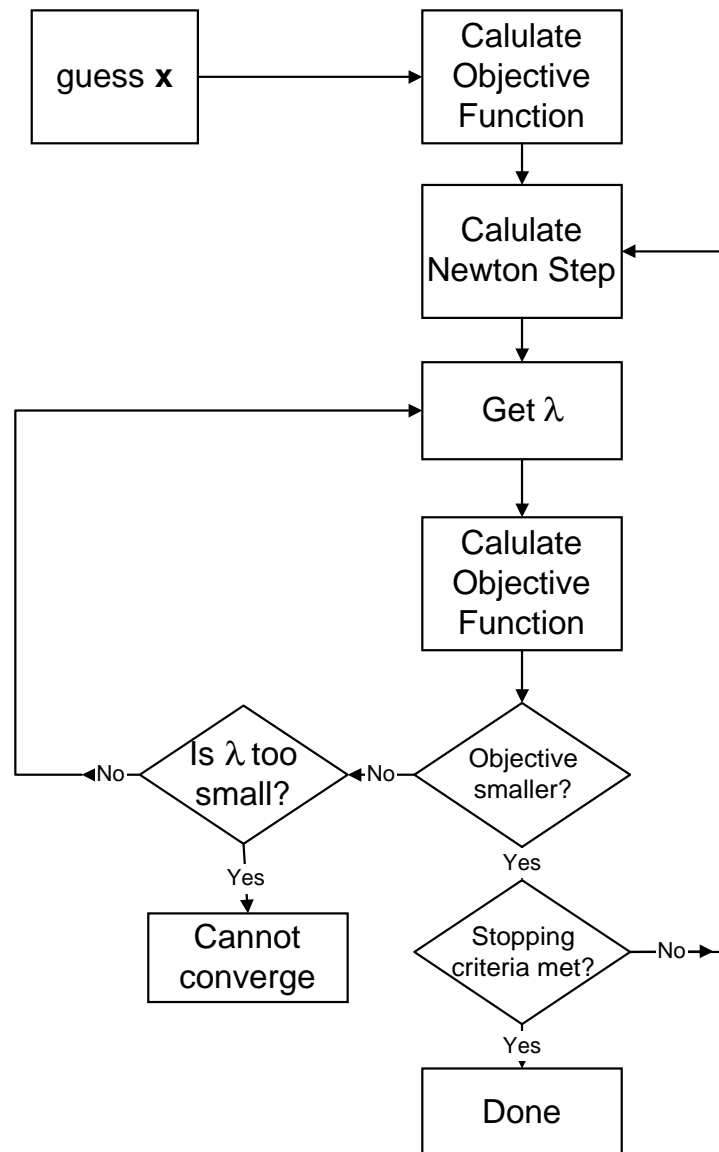 guess x
Calulate
Objective
Function
Calulate
Newton Step
Get λ
Calulate
Objective
Function
Objective
smaller?
No
Is λ too
small?
No
Yes
Cannot
converge
Yes
Stopping
criteria met?
No
Yes
Done